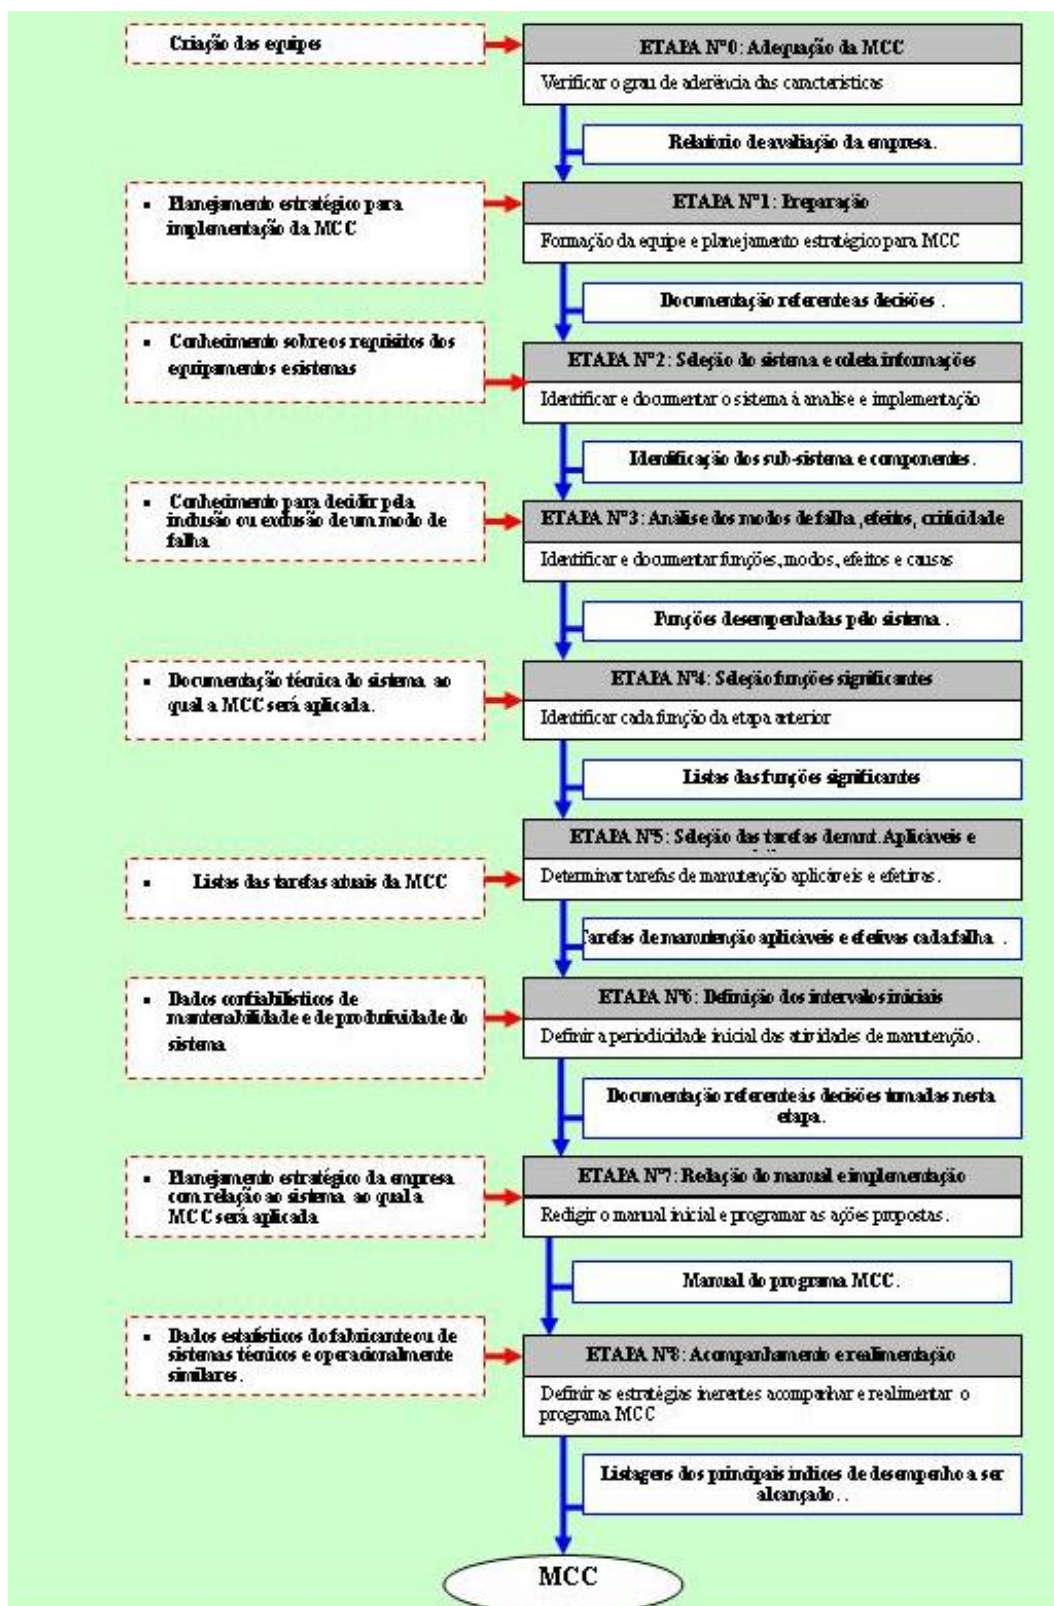 Criação das equipes
ETAPA Nº0: Adequação da MCC
Verificar o grau de aderência das características
Relatório de avaliação da empresa.
▪ Planejamento estratégico para
implementação da MCC
ETAPA Nº1: Preparação
Formação da equipe e planejamento estratégico para MCC
Documentação referente as decisões .
▪ Conhecimento sobre os requisitos dos
equipamentos e sistemas
ETAPA Nº2: Seleção do sistema e coleta informações
Identificar e documentar o sistema à analise e implementação
Identificação dos sub-sistema e componentes.
▪ Conhecimento para decidir pela
inclusão ou exclusão de um modo de
falha
ETAPA Nº3: Análise dos modos de falha ,efeitos, criticidade
Identificar e documentar funções, modos, efeitos e causas
Funções desempenhadas pelo sistema .
▪ Documentação técnica do sistema ao
qual a MCC será aplicada.
ETAPA Nº4: Seleção funções significantes
Identificar cada função da etapa anterior
Listas das funções significantes
ETAPA Nº5: Seleção das tarefas de mnt. Aplicáveis e
▪ Listas das tarefas atuais da MCC
Determinar tarefas de manutenção aplicáveis e efetivas.
Tarefas de manutenção aplicáveis e efetivas cada falha .
▪ Dados confiabilísticos de
mantenabilidade e de produtividade do
sistema
ETAPA Nº6: Definição dos intervalos iniciais
Definir a periodicidade inicial das atividades de manutenção.
Documentação referente às decisões tomadas nesta
etapa.
▪ Planejamento estratégico da empresa
com relação ao sistema ao qual a
MCC será aplicada
ETAPA Nº7: Redação do manual e implementação
Redigir o manual inicial e programar as ações propostas.
Manual do programa MCC.
▪ Dados estatísticos do fabricante ou de
sistemas técnicos e operacionalmente
similares.
ETAPA Nº8: Acompanhamento e realimentação
Definir as estratégias inerentes acompanhar e realimentar o
programa MCC
Listagens dos principais indices de desempenho a ser
alcançado. .
MCC